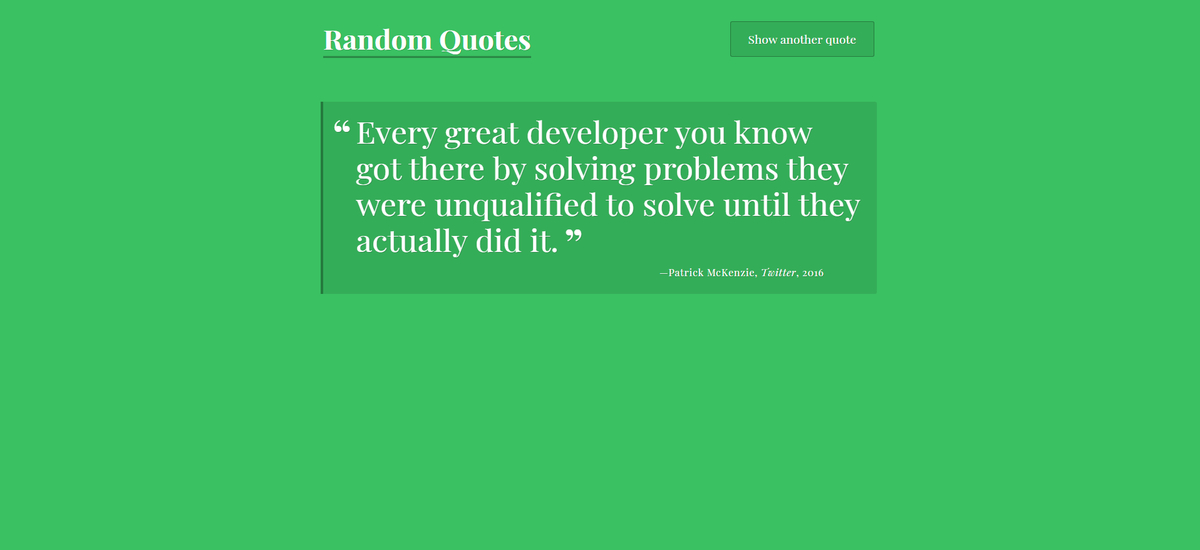 Random Quotes
Show another quote
“ Every great developer you know
got there by solving problems they
were unqualified to solve until they
actually did it. ”
—Patrick McKenzie, Twitter, 2016